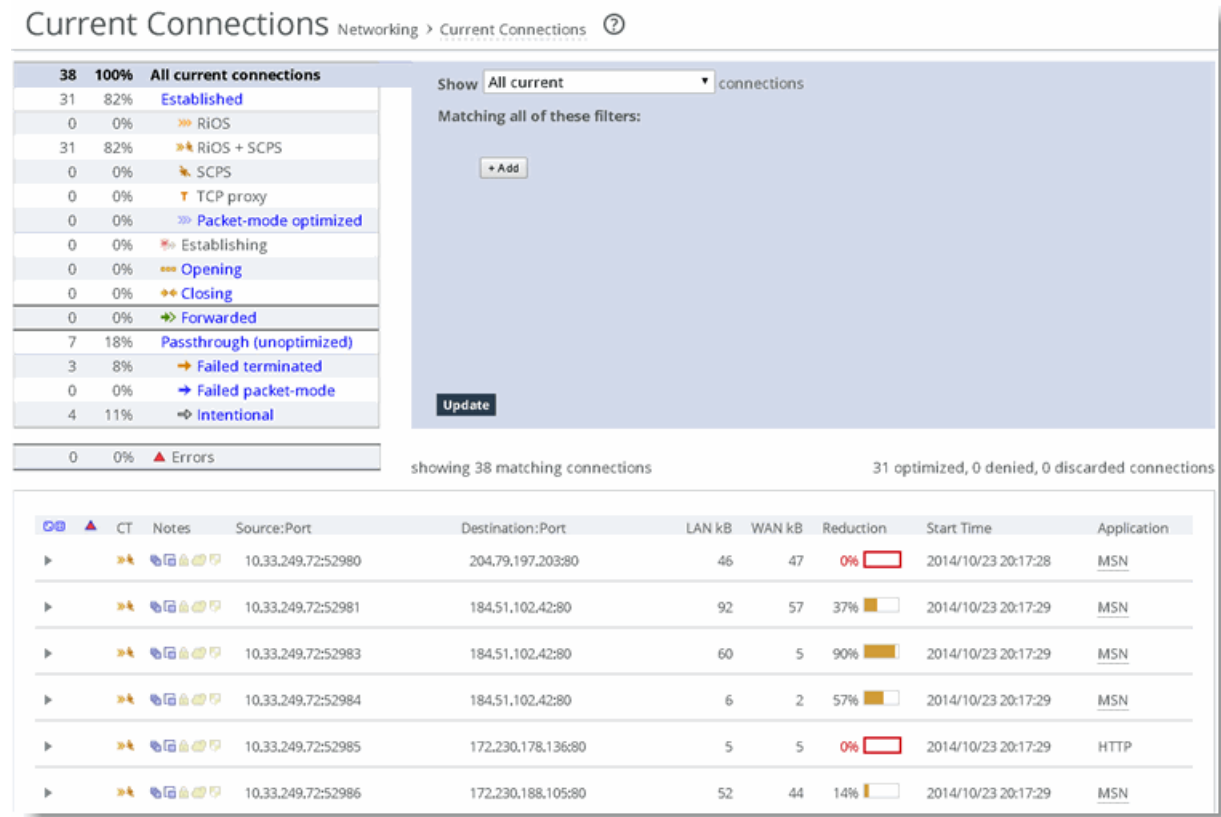 Current Connections Networking > Current Connections ?
38 100% All current connections
31 82% Established
0 0% RiOS
31 82% RiOS + SCPS
0 0% SCPS
0 0% T TCP proxy
0 0% Packet-mode optimized
0 0% Establishing
0 0% Opening
0 0% Closing
0 0% Forwarded
7 18% Passthrough (unoptimized)
3 8% Failed terminated
0 0% Failed packet-mode
4 11% Intentional
0 0% Errors
Show All current connections
Matching all of these filters:
+ Add
Update
showing 38 matching connections 31 optimized, 0 denied, 0 discarded connections
CT Notes Source:Port Destination:Port LAN kB WAN kB Reduction Start Time Application
10.33.249.72:52980 204.79.197.203:80 46 47 0% 2014/10/23 20:17:28 MSN
10.33.249.72:52981 184.51.102.42:80 92 57 37% 2014/10/23 20:17:29 MSN
10.33.249.72:52983 184.51.102.42:80 60 5 90% 2014/10/23 20:17:29 MSN
10.33.249.72:52984 184.51.102.42:80 6 2 57% 2014/10/23 20:17:29 MSN
10.33.249.72:52985 172.230.178.136:80 5 5 0% 2014/10/23 20:17:29 HTTP
10.33.249.72:52986 172.230.188.105:80 52 44 14% 2014/10/23 20:17:29 MSN